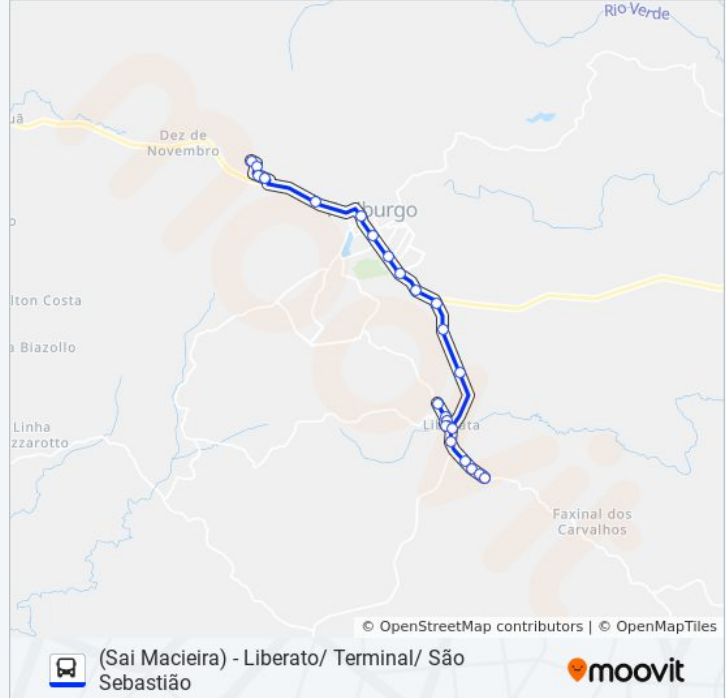 Rio Verde
Dez de
Novembro
burgo
lton Costa
Biazollo
Linha
zzarotto
Liberata
Faxinal dos
Carvalhos
© OpenStreetMap contributors | © OpenMapTiles
(Sai Macieira) - Liberato/ Terminal/ São
Sebastião
moovit